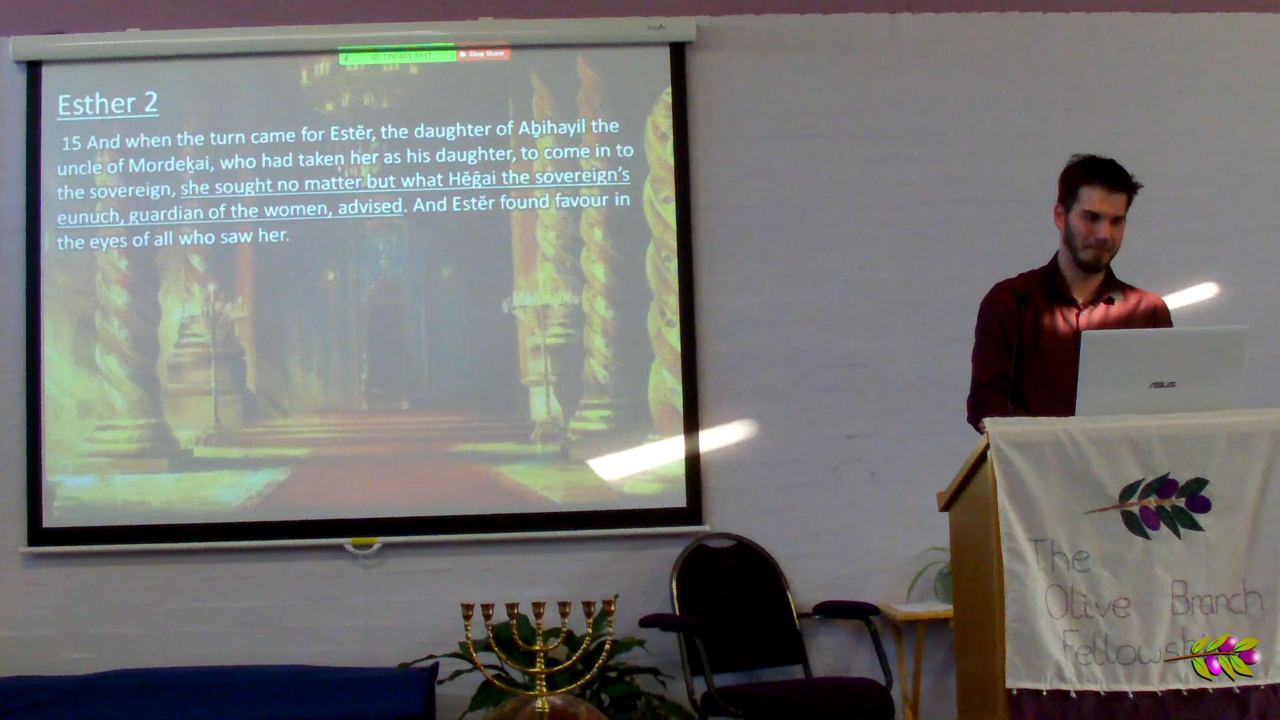 Stop Share
Esther 2
15 And when the turn came for Estĕr, the daughter of Aḇihayil the
uncle of Mordeḵai, who had taken her as his daughter, to come in to
the sovereign, she sought no matter but what Hĕḡai the sovereign's
eunuch, guardian of the women, advised. And Estĕr found favour in
the eyes of all who saw her.
ASUS
The
Olive Branch